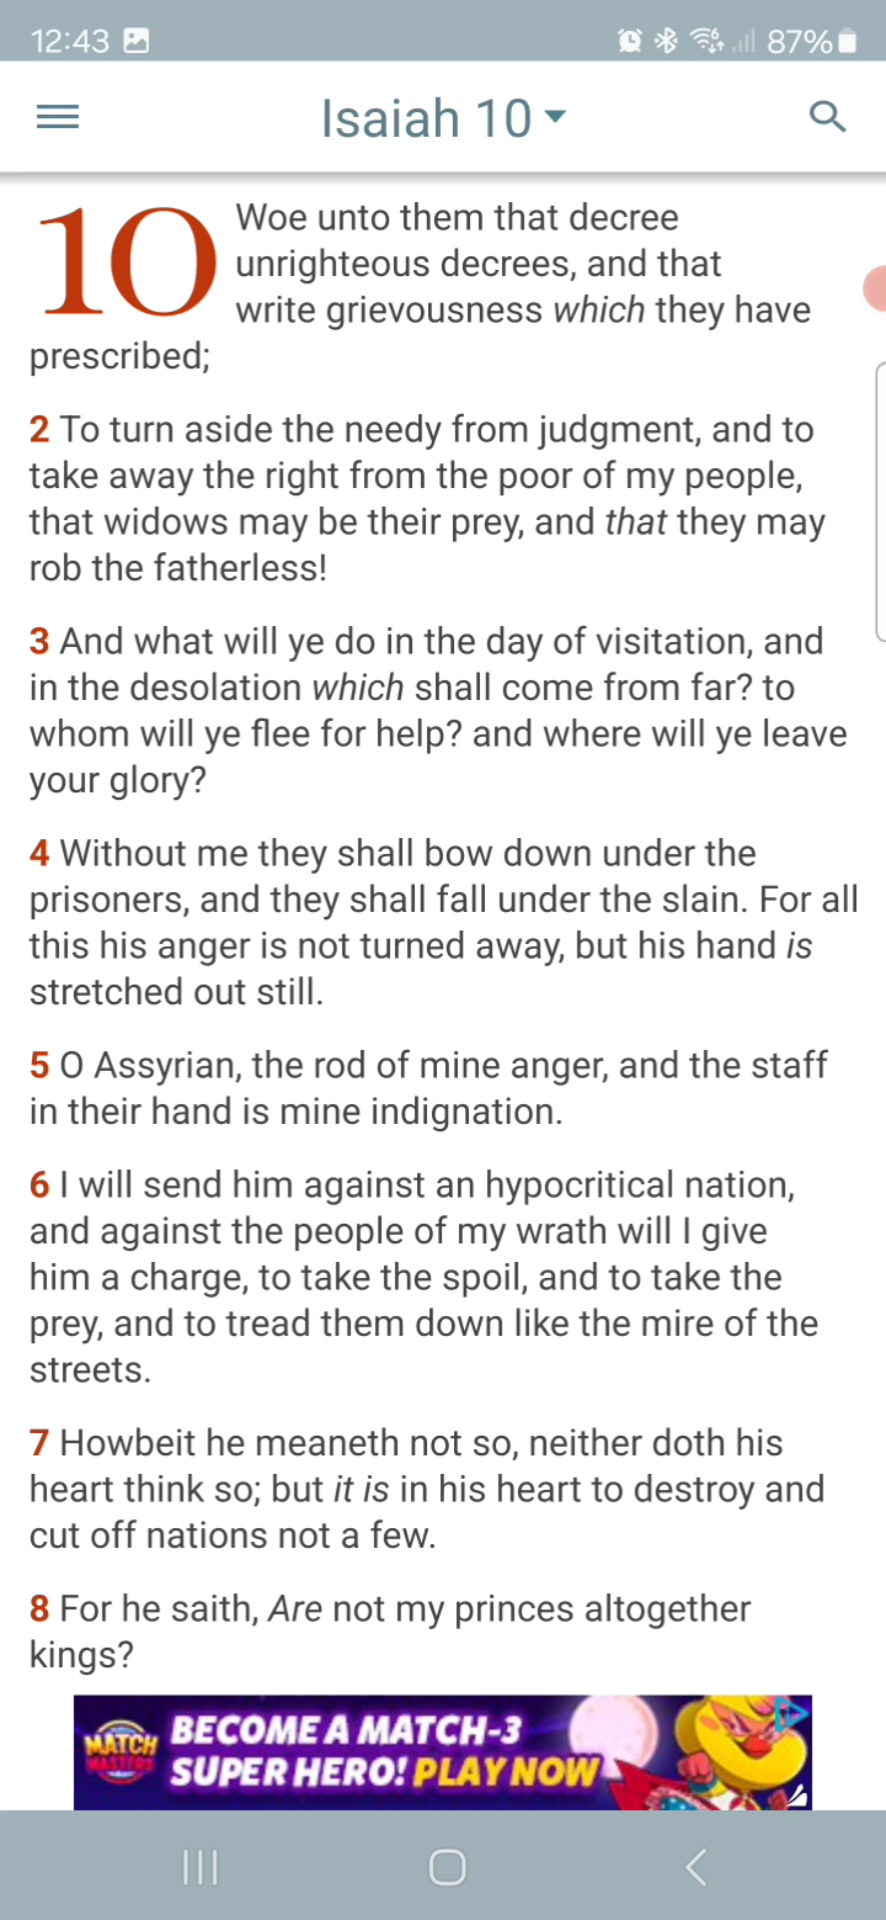 12:43 87%
Isaiah 10
10 Woe unto them that decree
unrighteous decrees, and that
write grievousness which they have
prescribed;
2 To turn aside the needy from judgment, and to
take away the right from the poor of my people,
that widows may be their prey, and that they may
rob the fatherless!
3 And what will ye do in the day of visitation, and
in the desolation which shall come from far? to
whom will ye flee for help? and where will ye leave
your glory?
4 Without me they shall bow down under the
prisoners, and they shall fall under the slain. For all
this his anger is not turned away, but his hand is
stretched out still.
5 O Assyrian, the rod of mine anger, and the staff
in their hand is mine indignation.
6 I will send him against an hypocritical nation,
and against the people of my wrath will I give
him a charge, to take the spoil, and to take the
prey, and to tread them down like the mire of the
streets.
7 Howbeit he meaneth not so, neither doth his
heart think so; but it is in his heart to destroy and
cut off nations not a few.
8 For he saith, Are not my princes altogether
kings?
MATCH
MASTERS
BECOME A MATCH-3
SUPER HERO! PLAY NOW